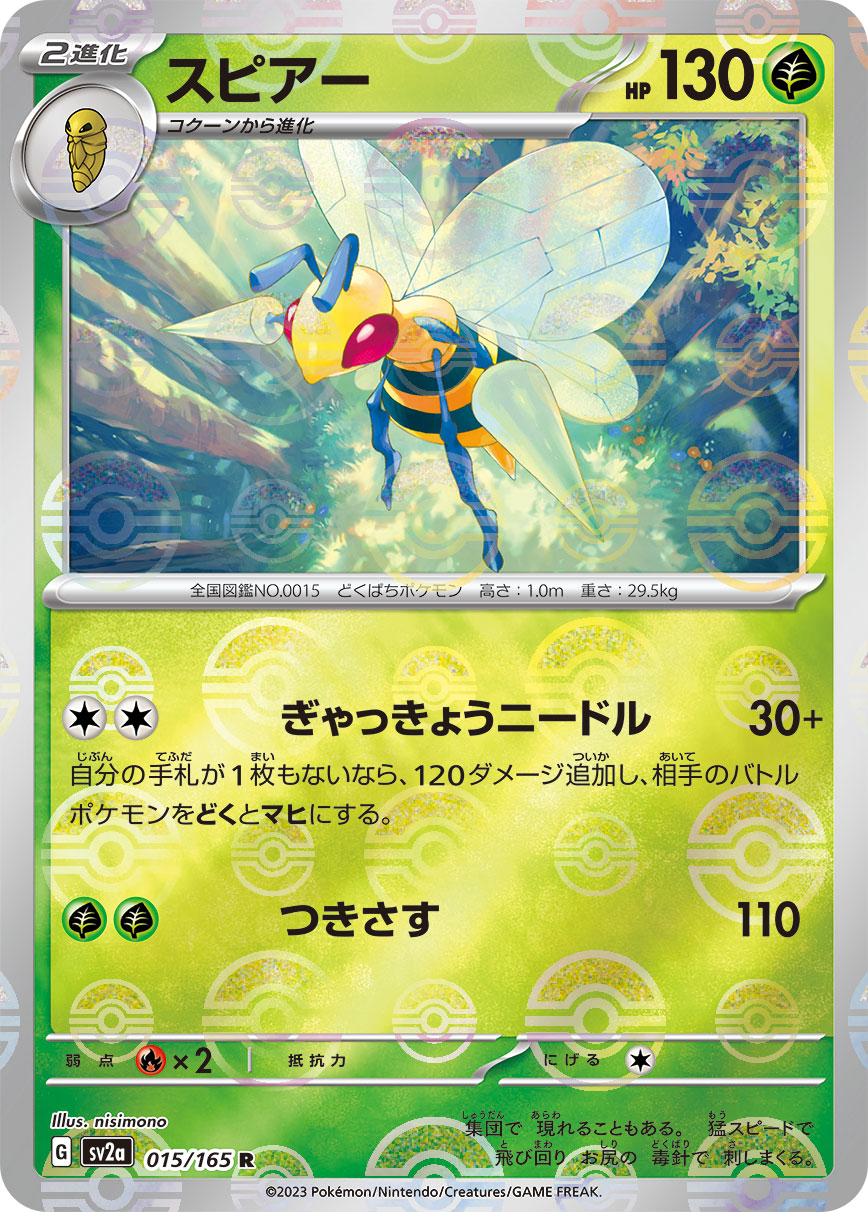 2進化
スピアー
HP 130
コクーンから進化
全国図鑑NO.0015 どくばちポケモン 高さ:1.0m 重さ:29.5kg
ぎゃっきょうニードル 30+
自分の手札が1枚もないなら、120ダメージ追加し、相手のバトル
ポケモンをどくとマヒにする。
つきさす 110
弱点 ×2 抵抗力 にげる
Illus. nisimono
集団で 現れることもある。 猛スピードで
飛び回り お尻の 毒針で 刺しまくる。
G sv2a 015/165 R
©2023 Pokémon/Nintendo/Creatures/GAME FREAK.